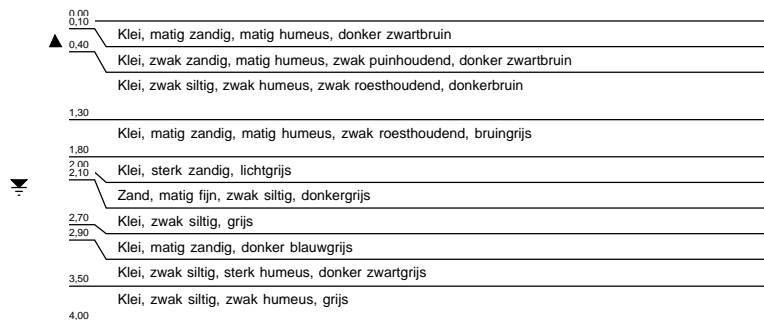 0,00
0,10
Klei, matig zandig, matig humeus, donker zwartbruin
0,40
Klei, zwak zandig, matig humeus, zwak puinhoudend, donker zwartbruin
Klei, zwak siltig, zwak humeus, zwak roesthoudend, donkerbruin
1,30
Klei, matig zandig, matig humeus, zwak roesthoudend, bruingrijs
1,80
2,00
Klei, sterk zandig, lichtgrijs
2,10
Zand, matig fijn, zwak siltig, donkergrijs
2,70
Klei, zwak siltig, grijs
2,90
Klei, matig zandig, donker blauwgrijs
Klei, zwak siltig, sterk humeus, donker zwartgrijs
3,50
Klei, zwak siltig, zwak humeus, grijs
4,00